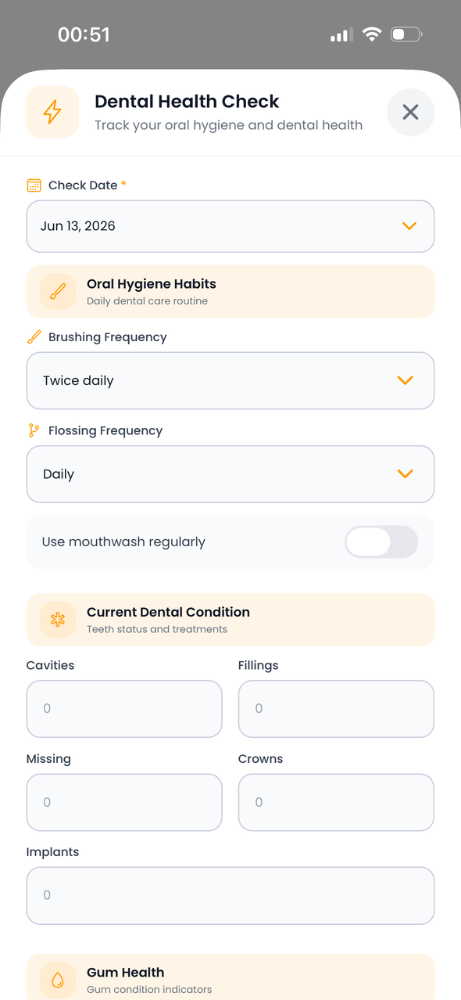 00:51
Dental Health Check
Track your oral hygiene and dental health
Check Date *
Jun 13, 2026
Oral Hygiene Habits
Daily dental care routine
Brushing Frequency
Twice daily
Flossing Frequency
Daily
Use mouthwash regularly
Current Dental Condition
Teeth status and treatments
Cavities
Fillings
0
0
Missing
Crowns
0
0
Implants
0
Gum Health
Gum condition indicators